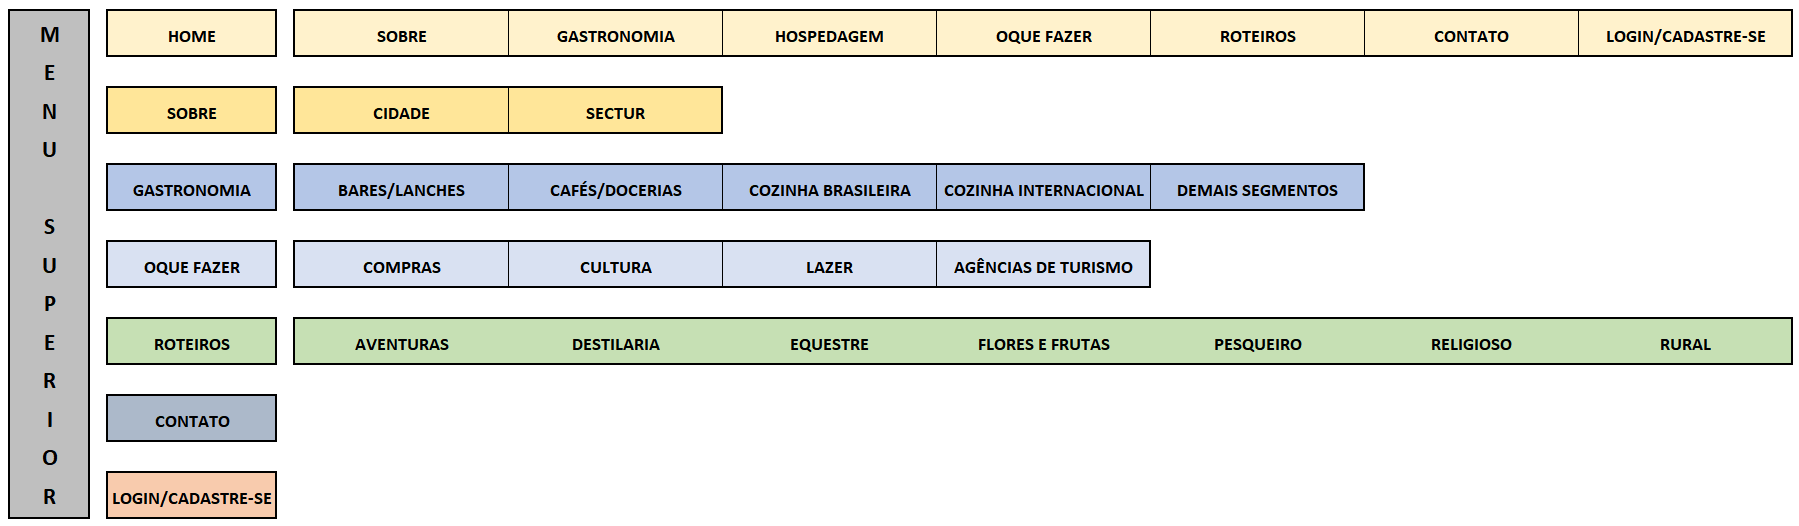 MENU SUPERIOR
HOME SOBRE GASTRONOMIA HOSPEDAGEM OQUE FAZER ROTEIROS CONTATO LOGIN/CADASTRE-SE
SOBRE CIDADE SECTUR
GASTRONOMIA BARES/LANCHES CAFÉS/DOCERIAS COZINHA BRASILEIRA COZINHA INTERNACIONAL DEMAIS SEGMENTOS
OQUE FAZER COMPRAS CULTURA LAZER AGÊNCIAS DE TURISMO
ROTEIROS AVENTURAS DESTILARIA EQUESTRE FLORES E FRUTAS PESQUEIRO RELIGIOSO RURAL
CONTATO
LOGIN/CADASTRE-SE